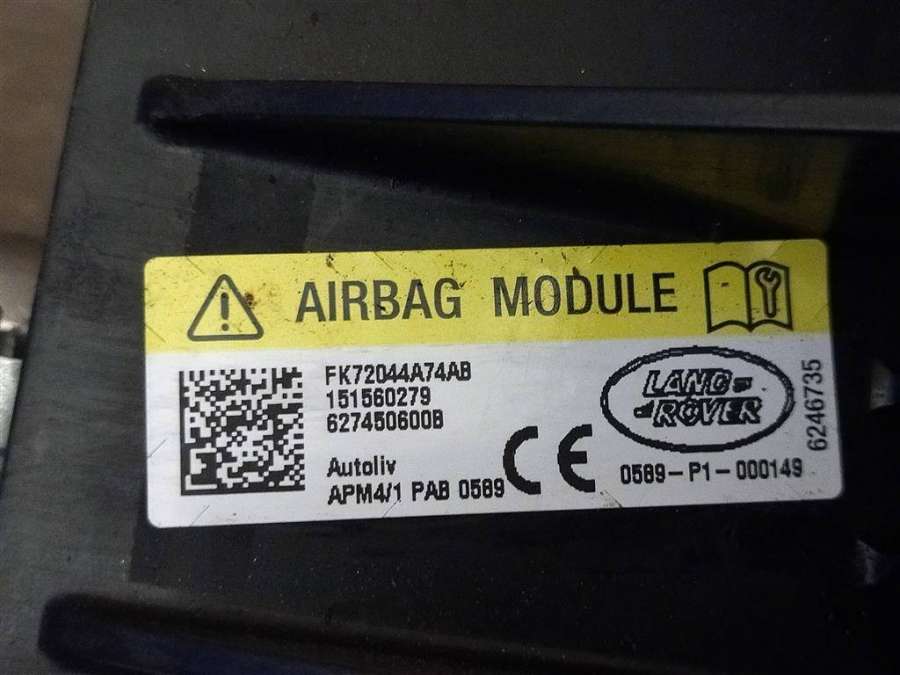 AIRBAG MODULE
FK72044A74AB
151560279
627450600B
Autoliv
APM4/1 PAB 0589
CE
LAND
ROVER
0589-P1-000149
6246735